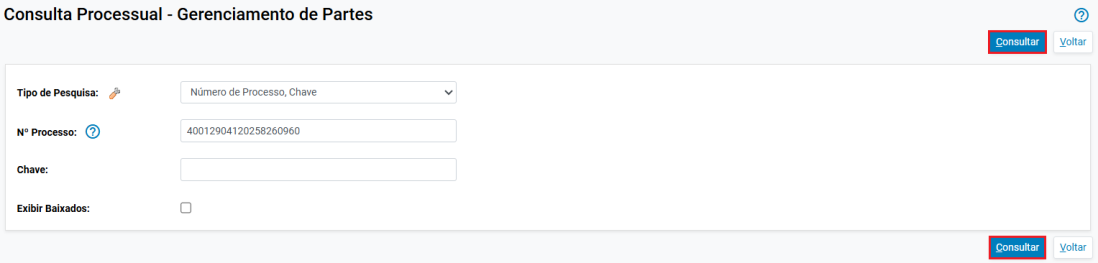 Consulta Processual - Gerenciamento de Partes
?
Consultar Voltar
Tipo de Pesquisa: Número de Processo, Chave
Nº Processo: ? 40012904120258260960
Chave:
Exibir Baixados:
Consultar Voltar